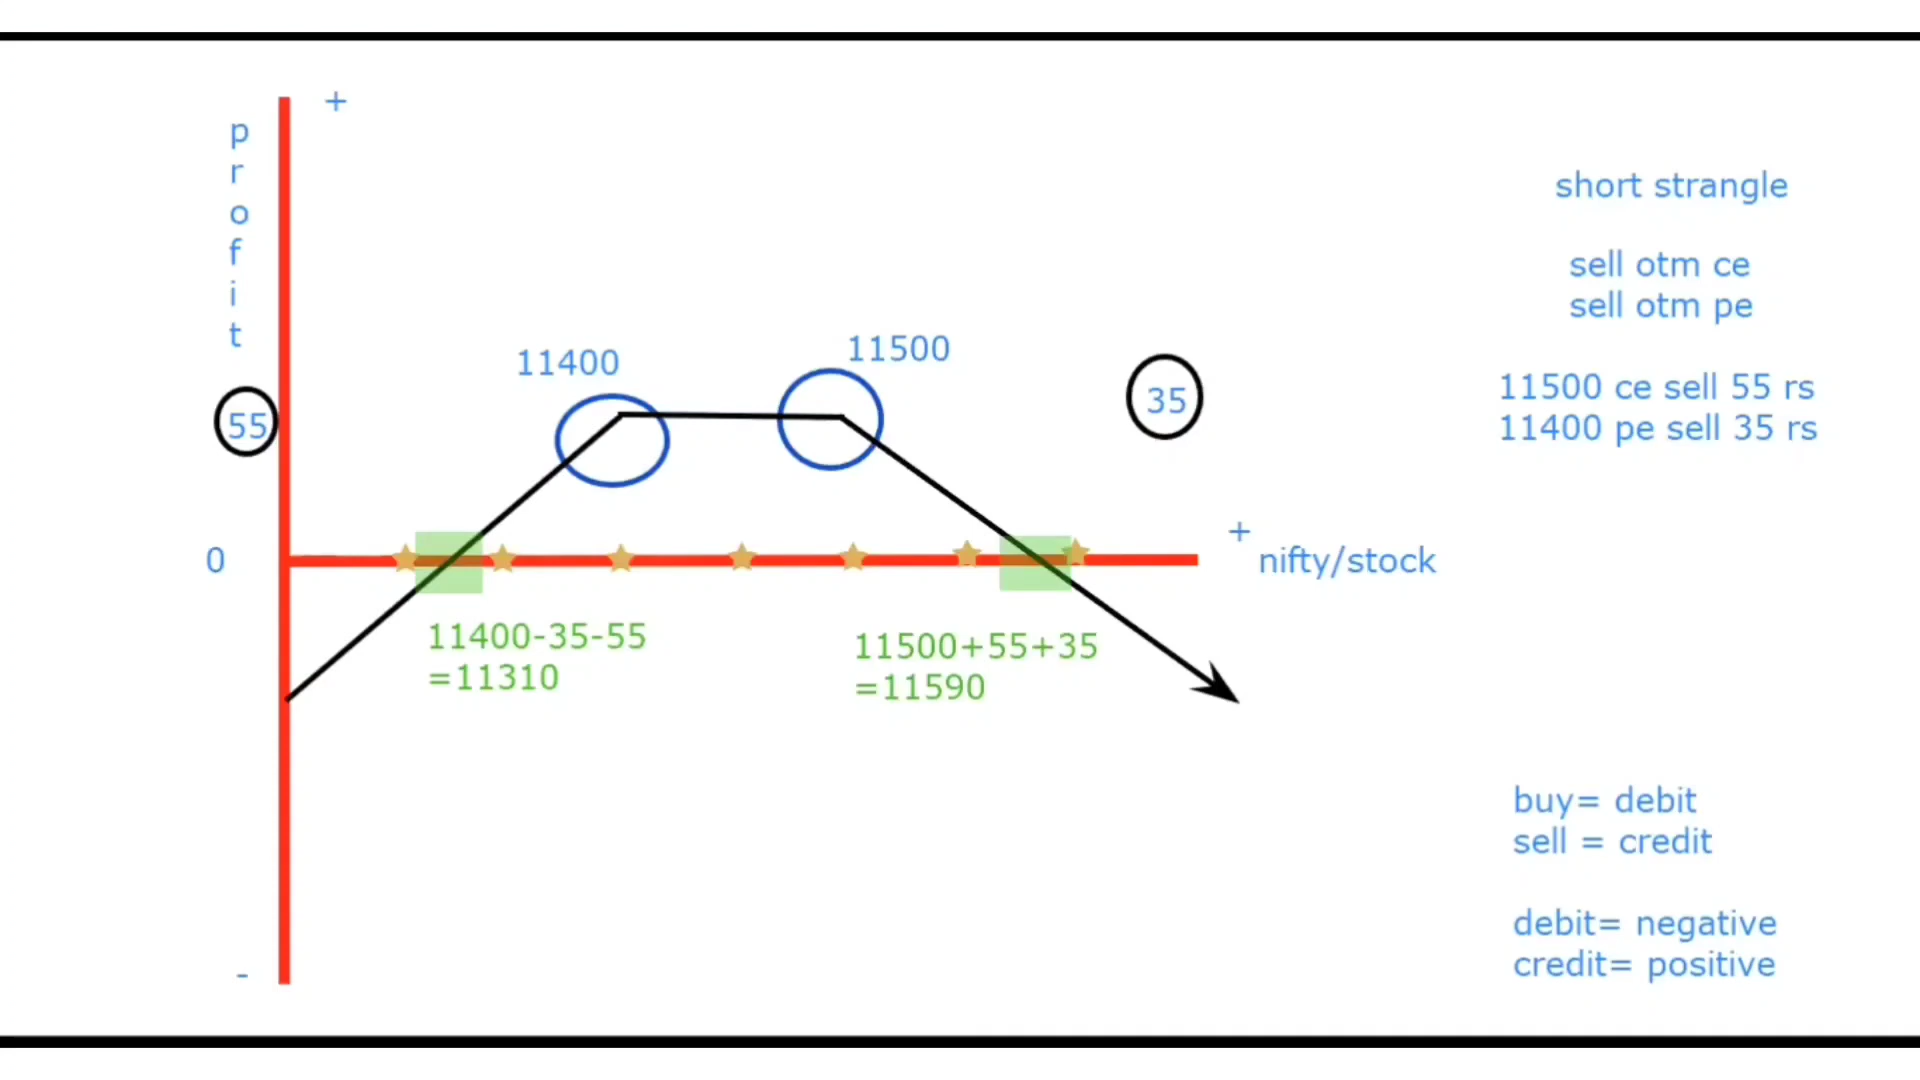 +
p
r
o
f
i
t
11400
11500
55
35
0
+
nifty/stock
11400-35-55
=11310
11500+55+35
=11590
-
short strangle
sell otm ce
sell otm pe
11500 ce sell 55 rs
11400 pe sell 35 rs
buy= debit
sell = credit
debit= negative
credit= positive